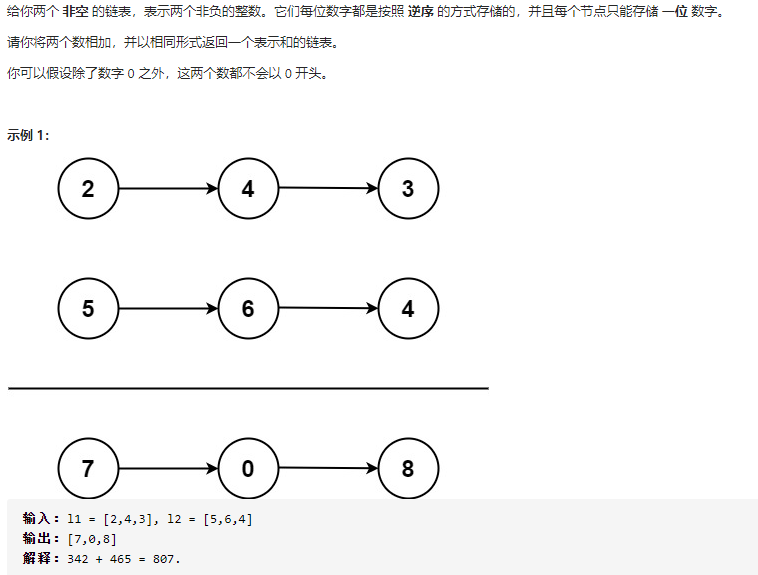 给你两个 非空 的链表，表示两个非负的整数。它们每位数字都是按照 逆序 的方式存储的，并且每个节点只能存储 一位 数字。
请你将两个数相加，并以相同形式返回一个表示和的链表。
你可以假设除了数字 0 之外，这两个数都不会以 0 开头。
示例 1：
2 4 3
5 6 4
7 0 8
输入：l1 = [2,4,3], l2 = [5,6,4]
输出：[7,0,8]
解释：342 + 465 = 807.